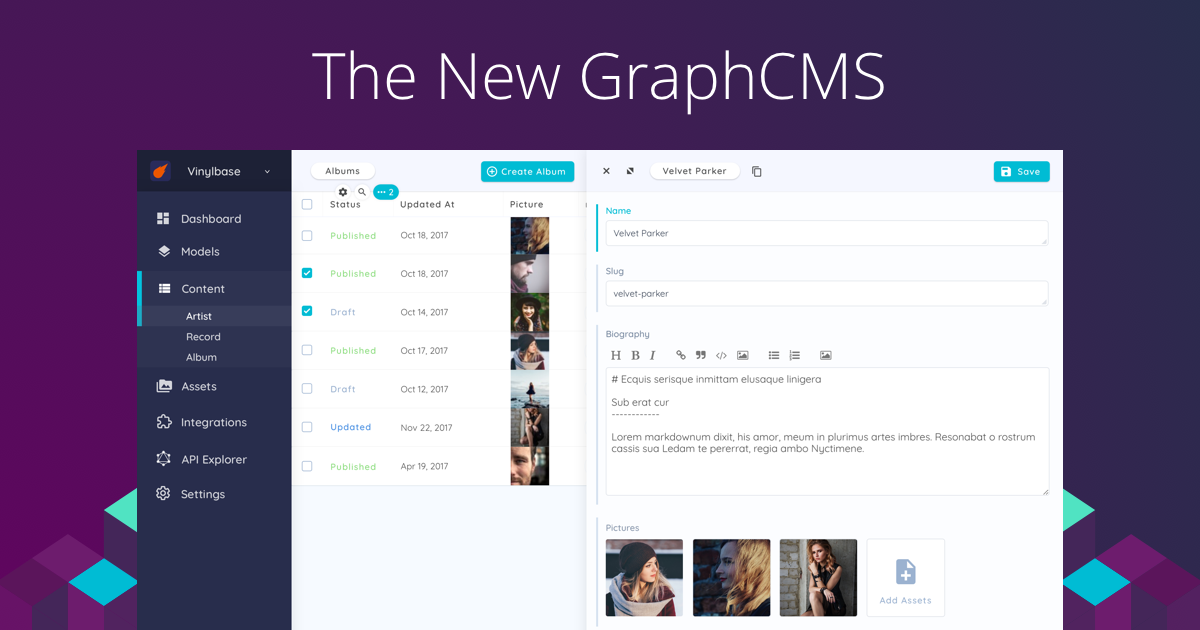 The New GraphCMS
Vinylbase
Dashboard
Models
Content
Artist
Record
Album
Assets
Integrations
API Explorer
Settings
Albums
Create Album
2
Status Updated At Picture
Published Oct 18, 2017
Published Oct 18, 2017
Draft Oct 14, 2017
Published Oct 17, 2017
Draft Oct 12, 2017
Updated Nov 22, 2017
Published Apr 19, 2017
Velvet Parker
Save
Name
Velvet Parker
Slug
velvet-parker
Biography
H B I
# Ecquis serisque inmittam elusaque linigera
Sub erat cur
------------
Lorem markdownum dixit, his amor, meum in plurimus artes imbres. Resonabat o rostrum
cassis sua Ledam te pererrat, regia ambo Nyctimene.
Pictures
Add Assets